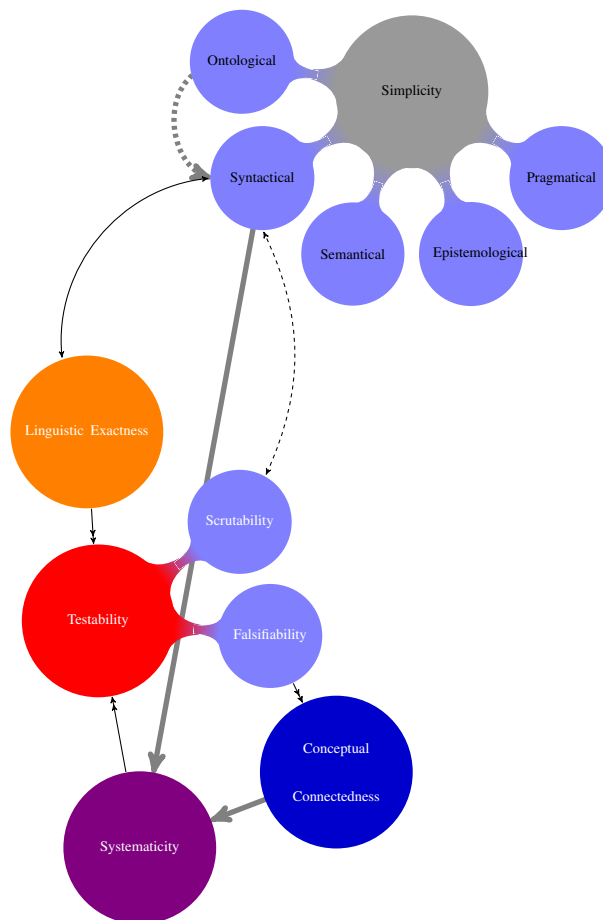 Ontological
Simplicity
Syntactical
Pragmatical
Semantical
Epistemological
Linguistic Exactness
Scrutability
Testability
Falsifiability
Conceptual
Connectedness
Systematicity